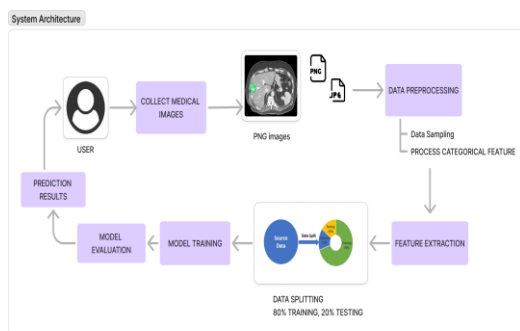 System Architecture
USER
COLLECT MEDICAL
IMAGES
PNG images
PNG
JPG
DATA PREPROCESSING
Data Sampling
PROCESS CATEGORICAL FEATURE
FEATURE EXTRACTION
Source
Data
Data Split
DATA SPLITTING
80% TRAINING, 20% TESTING
MODEL TRAINING
MODEL
EVALUATION
PREDICTION
RESULTS